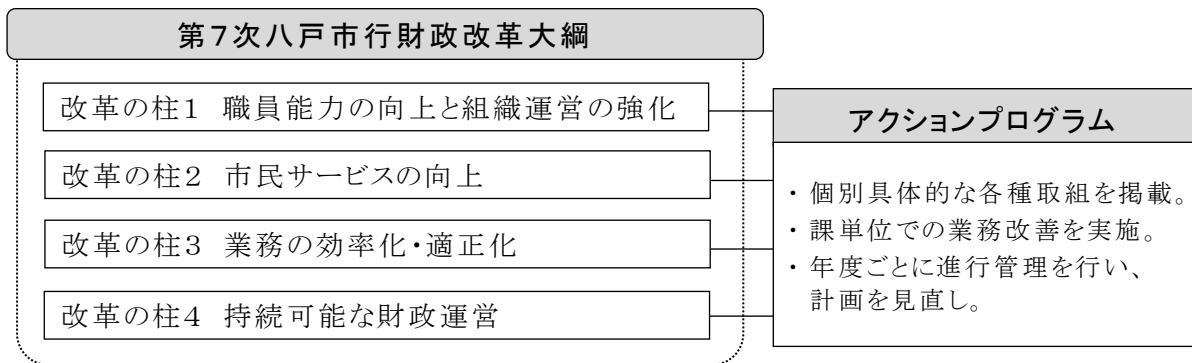 第7次八戸市行財政改革大綱
改革の柱1 職員能力の向上と組織運営の強化
改革の柱2 市民サービスの向上
改革の柱3 業務の効率化・適正化
改革の柱4 持続可能な財政運営
アクションプログラム
・個別具体的な各種取組を掲載。
・課単位での業務改善を実施。
・年度ごとに進行管理を行い、
計画を見直し。